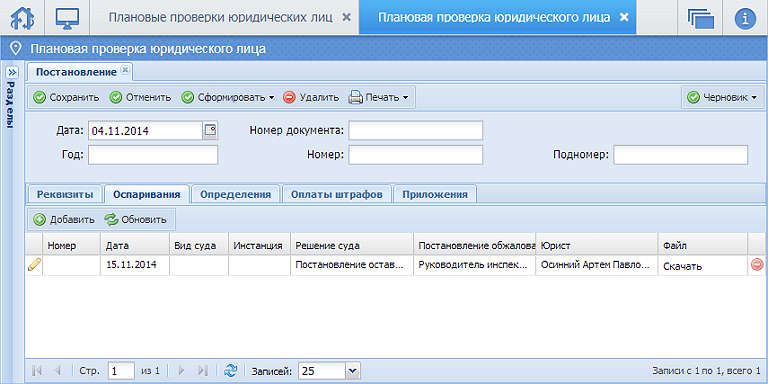 Плановые проверки юридических лиц
Плановая проверка юридического лица
Плановая проверка юридического лица
Разделы
Постановление
Сохранить Отменить Сформировать Удалить Печать Черновик
Дата: 04.11.2014 Номер документа:
Год: Номер: Подномер:
Реквизиты Оспаривания Определения Оплаты штрафов Приложения
Добавить Обновить
Номер Дата Вид суда Инстанция Решение суда Постановление обжалова Юрист Файл
15.11.2014 Постановление остав... Руководитель инспек... Осинний Артем Павло... Скачать
Стр. 1 из 1 Записей: 25 Записи с 1 по 1, всего 1